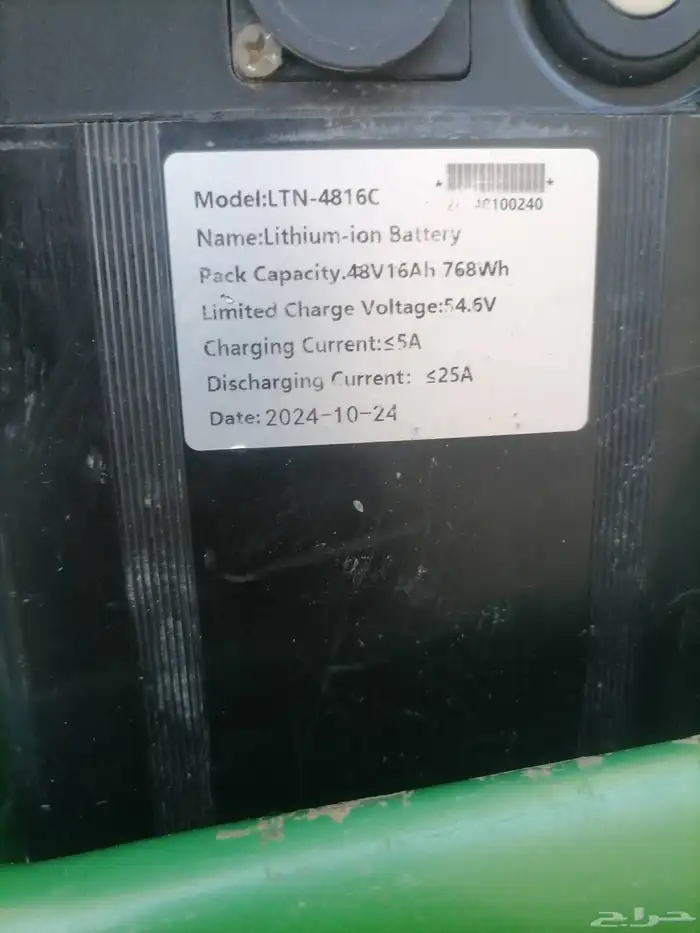 Model:LTN-4816C
* *
100240
Name:Lithium-ion Battery
Pack Capacity.48V16Ah 768Wh
Limited Charge Voltage:54.6V
Charging Current:≤5A
Discharging Current: ≤25A
Date: 2024-10-24
حراج